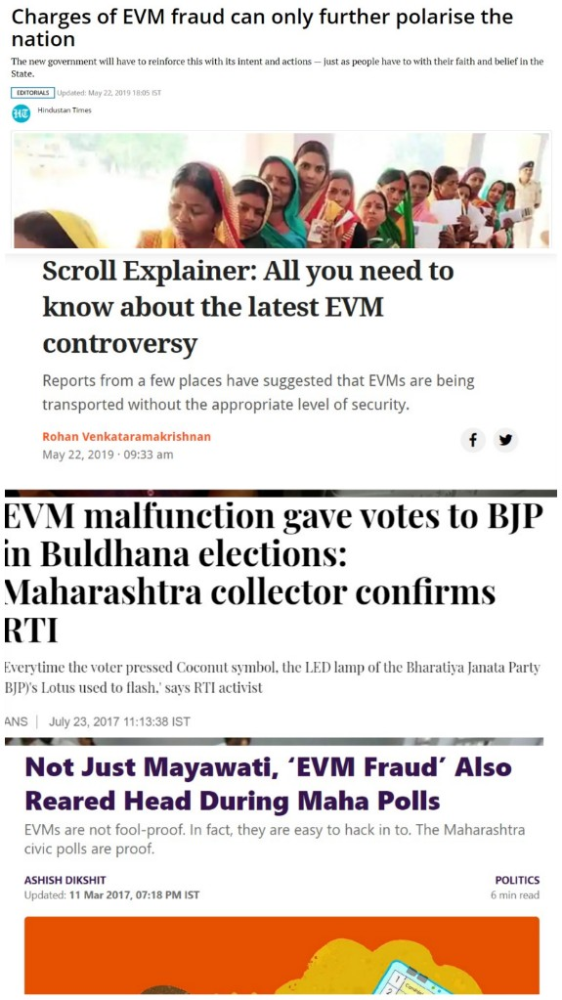 Charges of EVM fraud can only further polarise the
nation
The new government will have to reinforce this with its intent and actions — just as people have to with their faith and belief in the
State.
EDITORIALS Updated: May 22, 2019 18:05 IST
HT Hindustan Times
Scroll Explainer: All you need to
know about the latest EVM
controversy
Reports from a few places have suggested that EVMs are being
transported without the appropriate level of security.
Rohan Venkataramakrishnan
May 22, 2019 · 09:33 am
EVM malfunction gave votes to BJP
in Buldhana elections:
Maharashtra collector confirms
RTI
Everytime the voter pressed Coconut symbol, the LED lamp of the Bharatiya Janata Party
BJP)'s Lotus used to flash,' says RTI activist
ANS | July 23, 2017 11:13:38 IST
Not Just Mayawati, ‘EVM Fraud’ Also
Reared Head During Maha Polls
EVMs are not fool-proof. In fact, they are easy to hack in to. The Maharashtra
civic polls are proof.
ASHISH DIKSHIT POLITICS
Updated: 11 Mar 2017, 07:18 PM IST 6 min read
1
2